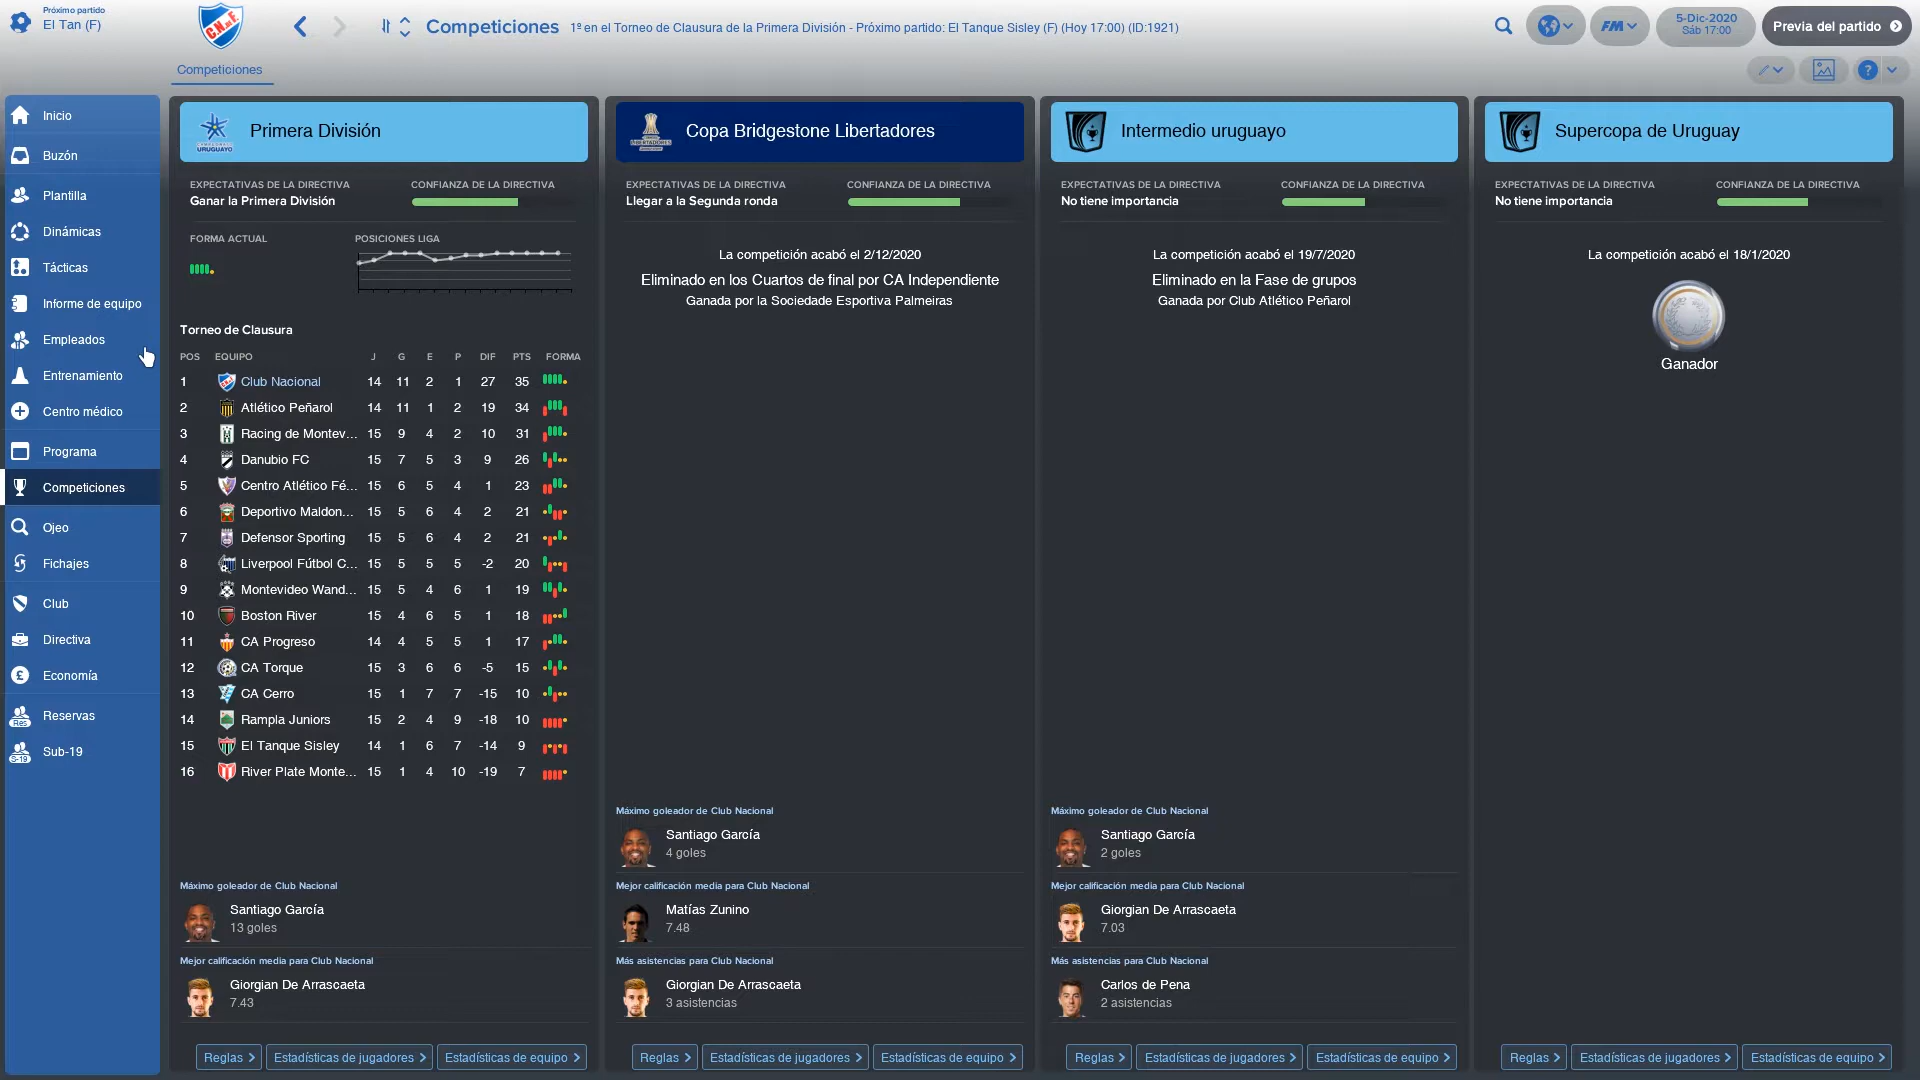 Próximo partido
El Tan (F)
Competiciones
1º en el Torneo de Clausura de la Primera División - Próximo partido: El Tanque Sisley (F) (Hoy 17:00) (ID:1921)
FM
5-Dic-2020
Sáb 17:00
Previa del partido
Competiciones
Inicio
Buzón
Plantilla
Dinámicas
Tácticas
Informe de equipo
Empleados
Entrenamiento
Centro médico
Programa
Competiciones
Ojeo
Fichajes
Club
Directiva
Economía
Reservas
Sub-19
Primera División
EXPECTATIVAS DE LA DIRECTIVA CONFIANZA DE LA DIRECTIVA
Ganar la Primera División
FORMA ACTUAL POSICIONES LIGA
Torneo de Clausura
POS EQUIPO J G E P DIF PTS FORMA
1 Club Nacional 14 11 2 1 27 35
2 Atlético Peñarol 14 11 1 2 19 34
3 Racing de Montev... 15 9 4 2 10 31
4 Danubio FC 15 7 5 3 9 26
5 Centro Atlético Fé... 15 6 5 4 1 23
6 Deportivo Maldon... 15 5 6 4 2 21
7 Defensor Sporting 15 5 6 4 2 21
8 Liverpool Fútbol C... 15 5 5 5 -2 20
9 Montevideo Wand... 15 5 4 6 1 19
10 Boston River 15 4 6 5 1 18
11 CA Progreso 14 4 5 5 1 17
12 CA Torque 15 3 6 6 -5 15
13 CA Cerro 15 1 7 7 -15 10
14 Rampla Juniors 15 2 4 9 -18 10
15 El Tanque Sisley 14 1 6 7 -14 9
16 River Plate Monte... 15 1 4 10 -19 7
Máximo goleador de Club Nacional
Santiago García
13 goles
Mejor calificación media para Club Nacional
Giorgian De Arrascaeta
7.43
Reglas Estadísticas de jugadores Estadísticas de equipo
Copa Bridgestone Libertadores
EXPECTATIVAS DE LA DIRECTIVA CONFIANZA DE LA DIRECTIVA
Llegar a la Segunda ronda
La competición acabó el 2/12/2020
Eliminado en los Cuartos de final por CA Independiente
Ganada por la Sociedade Esportiva Palmeiras
Máximo goleador de Club Nacional
Santiago García
4 goles
Mejor calificación media para Club Nacional
Matías Zunino
7.48
Más asistencias para Club Nacional
Giorgian De Arrascaeta
3 asistencias
Reglas Estadísticas de jugadores Estadísticas de equipo
Intermedio uruguayo
EXPECTATIVAS DE LA DIRECTIVA CONFIANZA DE LA DIRECTIVA
No tiene importancia
La competición acabó el 19/7/2020
Eliminado en la Fase de grupos
Ganada por Club Atlético Peñarol
Máximo goleador de Club Nacional
Santiago García
2 goles
Mejor calificación media para Club Nacional
Giorgian De Arrascaeta
7.03
Más asistencias para Club Nacional
Carlos de Pena
2 asistencias
Reglas Estadísticas de jugadores Estadísticas de equipo
Supercopa de Uruguay
EXPECTATIVAS DE LA DIRECTIVA CONFIANZA DE LA DIRECTIVA
No tiene importancia
La competición acabó el 18/1/2020
Ganador
Reglas Estadísticas de jugadores Estadísticas de equipo